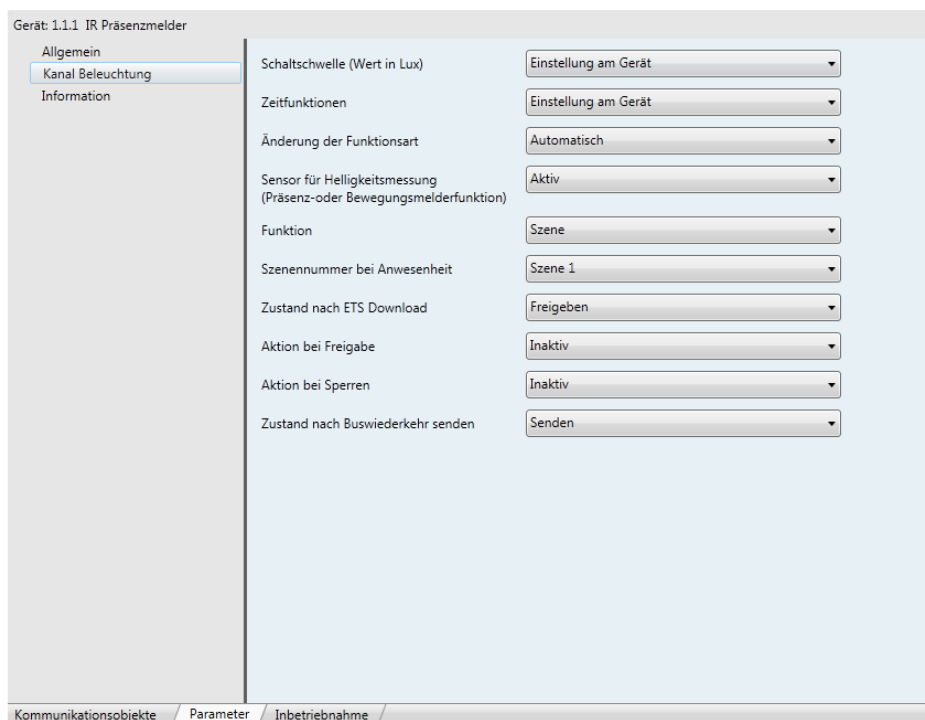 Gerät: 1.1.1 IR Präsenzmelder
Allgemein
Kanal Beleuchtung
Information
Schaltschwelle (Wert in Lux) Einstellung am Gerät
Zeitfunktionen Einstellung am Gerät
Änderung der Funktionsart Automatisch
Sensor für Helligkeitsmessung Aktiv
(Präsenz-oder Bewegungsmelderfunktion)
Funktion Szene
Szenennummer bei Anwesenheit Szene 1
Zustand nach ETS Download Freigeben
Aktion bei Freigabe Inaktiv
Aktion bei Sperren Inaktiv
Zustand nach Buswiederkehr senden Senden
Kommunikationsobjekte Parameter Inbetriebnahme